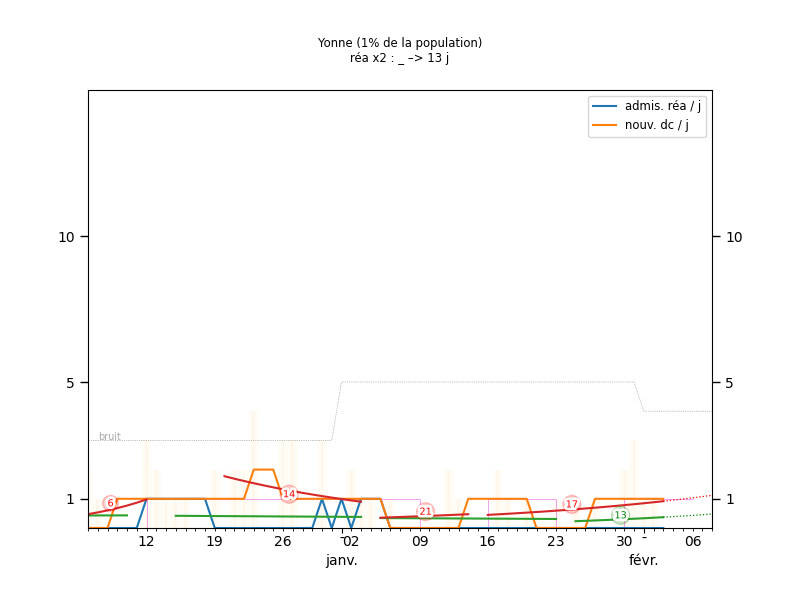 Yonne (1% de la population)
réa x2 : _ –> 13 j
admis. réa / j
nouv. dc / j
10
10
5
5
bruit
1
1
6
14
21
17
13
12
19
26
02
09
16
23
30
06
janv.
févr.